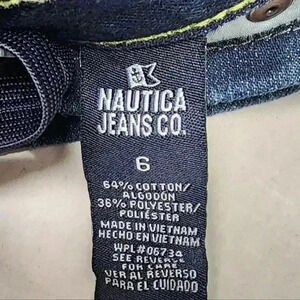 NAUTICA
JEANS CO.
6
64% COTTON/
ALGODÓN
36% POLYESTER/
POLIÉSTER
MADE IN VIETNAM
HECHO EN VIETNAM
WPL#06734
SEE REVERSE
FOR CARE
VER AL REVERSO
PARA EL CUIDADO